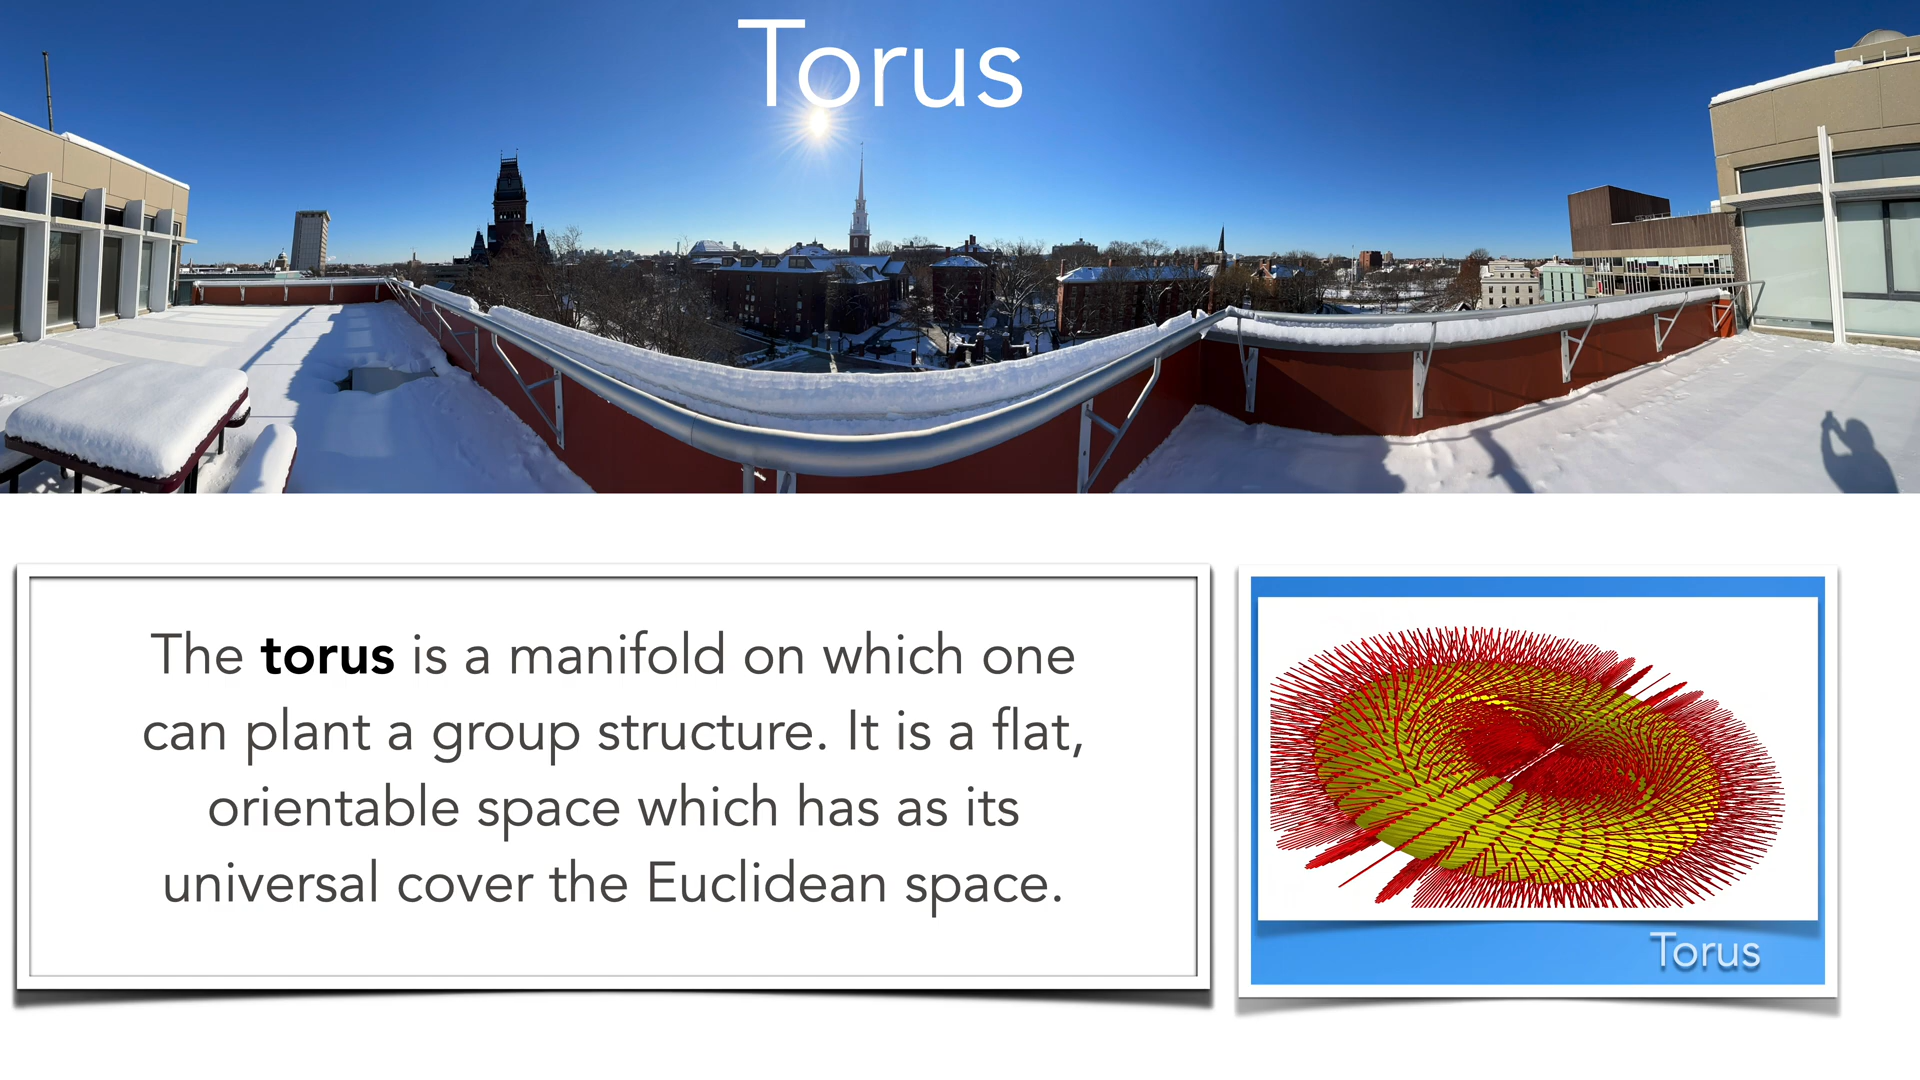 Torus
The torus is a manifold on which one
can plant a group structure. It is a flat,
orientable space which has as its
universal cover the Euclidean space.
Torus